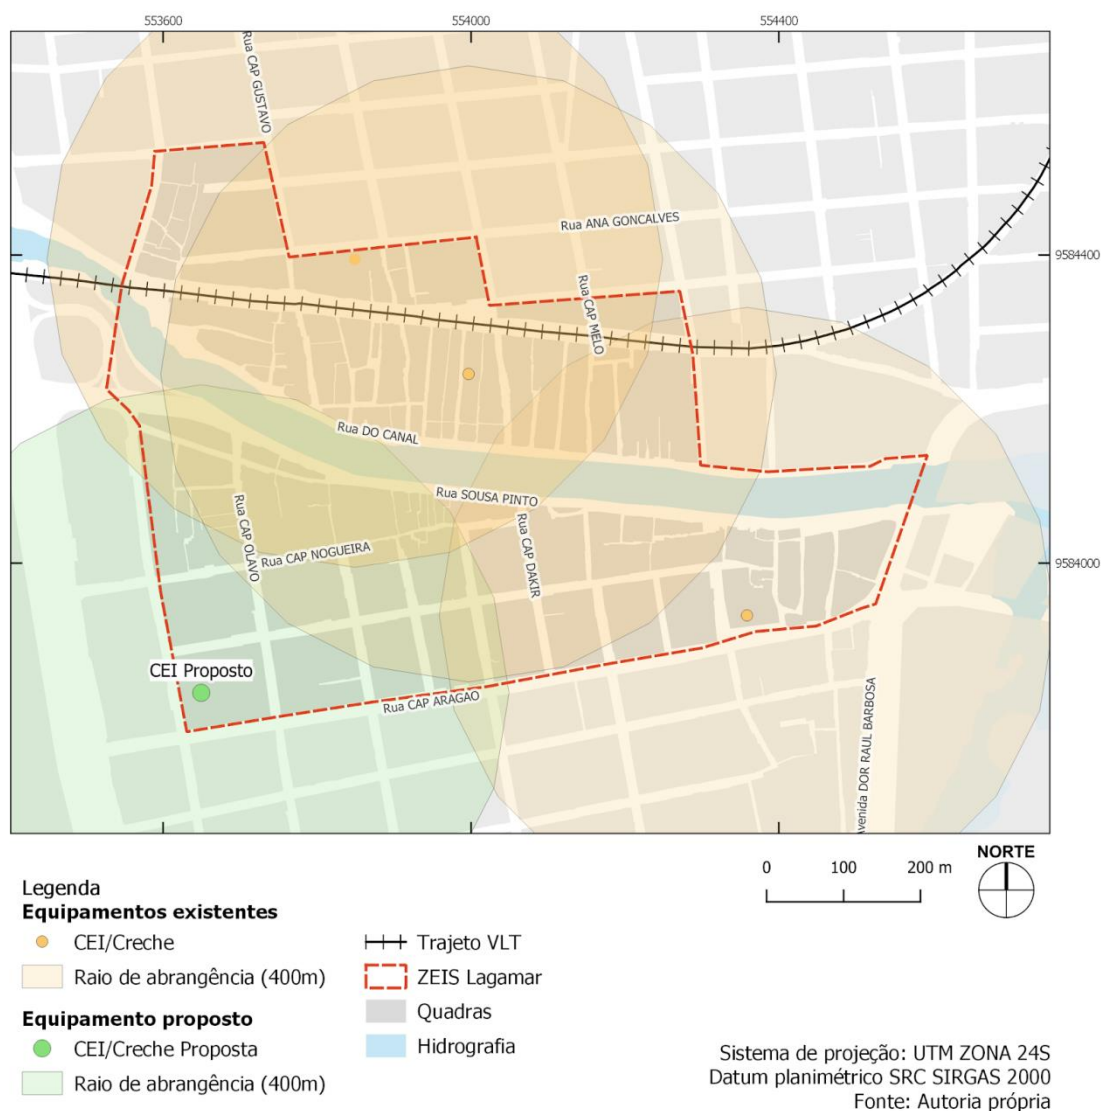 553600
554000
554400
Rua CAP GUSTAVO
Rua ANA GONCALVES
9584400
Rua CAP MELO
Rua DO CANAL
Rua SOUSA PINTO
Rua CAP OLAVO
Rua CAP NOGUEIRA
Rua CAP DAKIR
9584000
CEI Proposto
Rua CAP ARAGAO
Avenida DOR RAUL BARBOSA
0 100 200 m
NORTE
Legenda
Equipamentos existentes
CEI/Creche
Raio de abrangência (400m)
Equipamento proposto
CEI/Creche Proposta
Raio de abrangência (400m)
Trajeto VLT
ZEIS Lagamar
Quadras
Hidrografia
Sistema de projeção: UTM ZONA 24S
Datum planimétrico SRC SIRGAS 2000
Fonte: Autoria própria